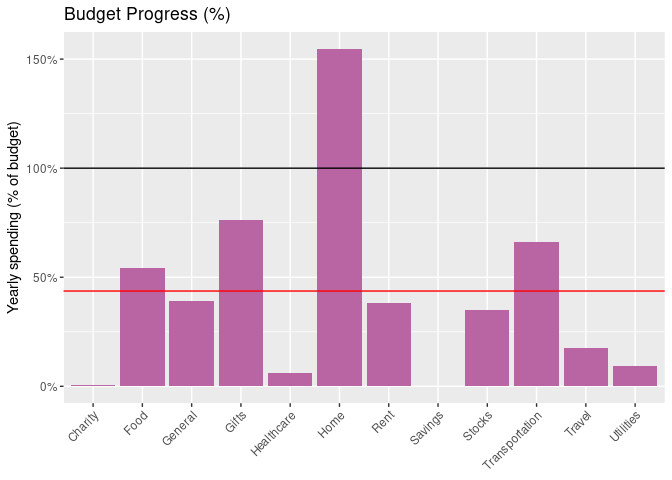 Budget Progress (%)
Yearly spending (% of budget)
150%
100%
50%
0%
Charity
Food
General
Gifts
Healthcare
Home
Rent
Savings
Stocks
Transportation
Travel
Utilities